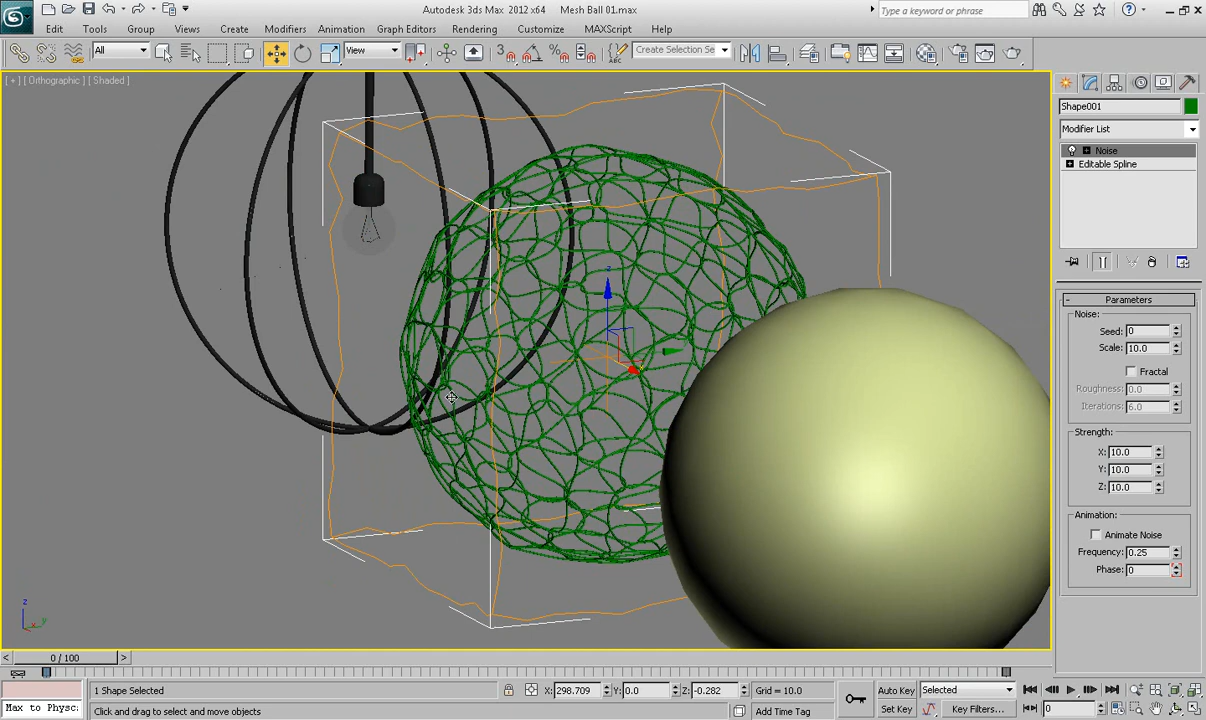 Autodesk 3ds Max 2012 x64 Mesh Ball 01.max
Type a keyword or phrase
Edit Tools Group Views Create Modifiers Animation Graph Editors Rendering Customize MAXScript Help
All View Create Selection Se
[ + ] [ Orthographic ] [ Shaded ]
Shape001
Modifier List
Noise
Editable Spline
Parameters
Noise:
Seed: 0
Scale: 10.0
Fractal
Roughness: 0.0
Iterations: 6.0
Strength:
X: 10.0
Y: 10.0
Z: 10.0
Animation:
Animate Noise
Frequency: 0.25
Phase: 0
z
z
x y
0 / 100
1 Shape Selected X: 298.709 Y: 0.0 Z: -0.282 Grid = 10.0 Auto Key Selected
Max to Physc: Click and drag to select and move objects Add Time Tag Set Key Key Filters... 0